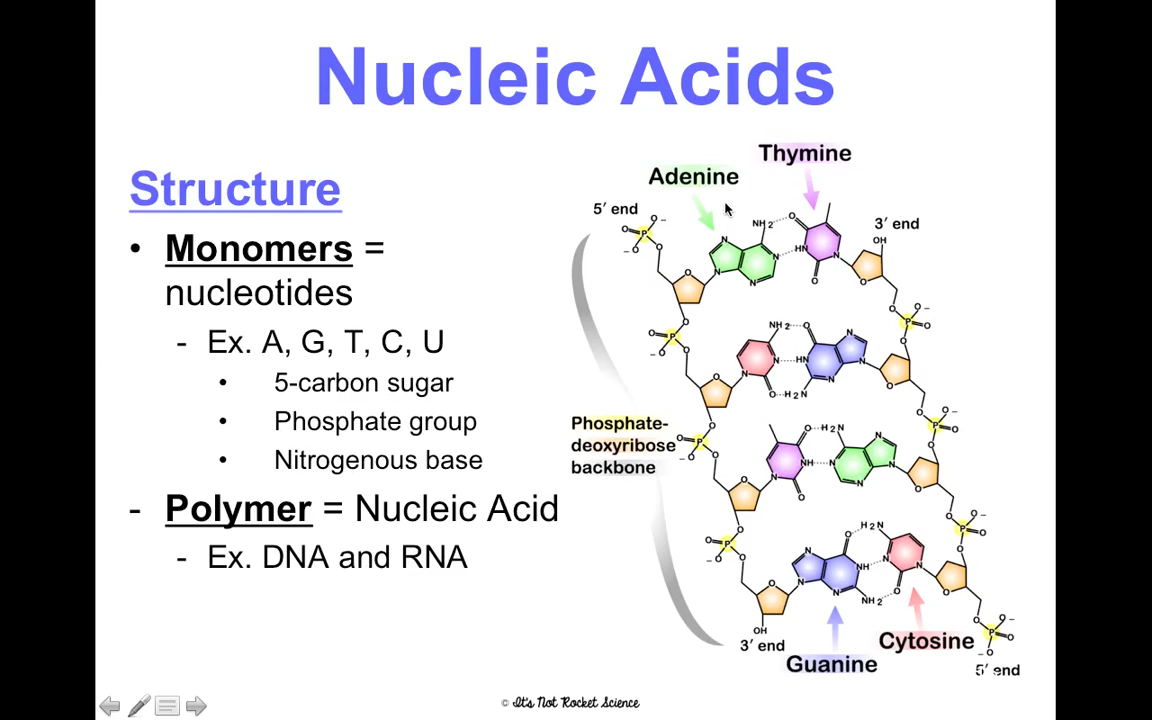 Nucleic Acids
Structure
• Monomers =
nucleotides
- Ex. A, G, T, C, U
• 5-carbon sugar
• Phosphate group
• Nitrogenous base
- Polymer = Nucleic Acid
- Ex. DNA and RNA
Thymine
Adenine
5′ end
3′ end
Phosphate-
deoxyribose
backbone
3′ end
Cytosine
Guanine
5′ end
© It's Not Rocket Science